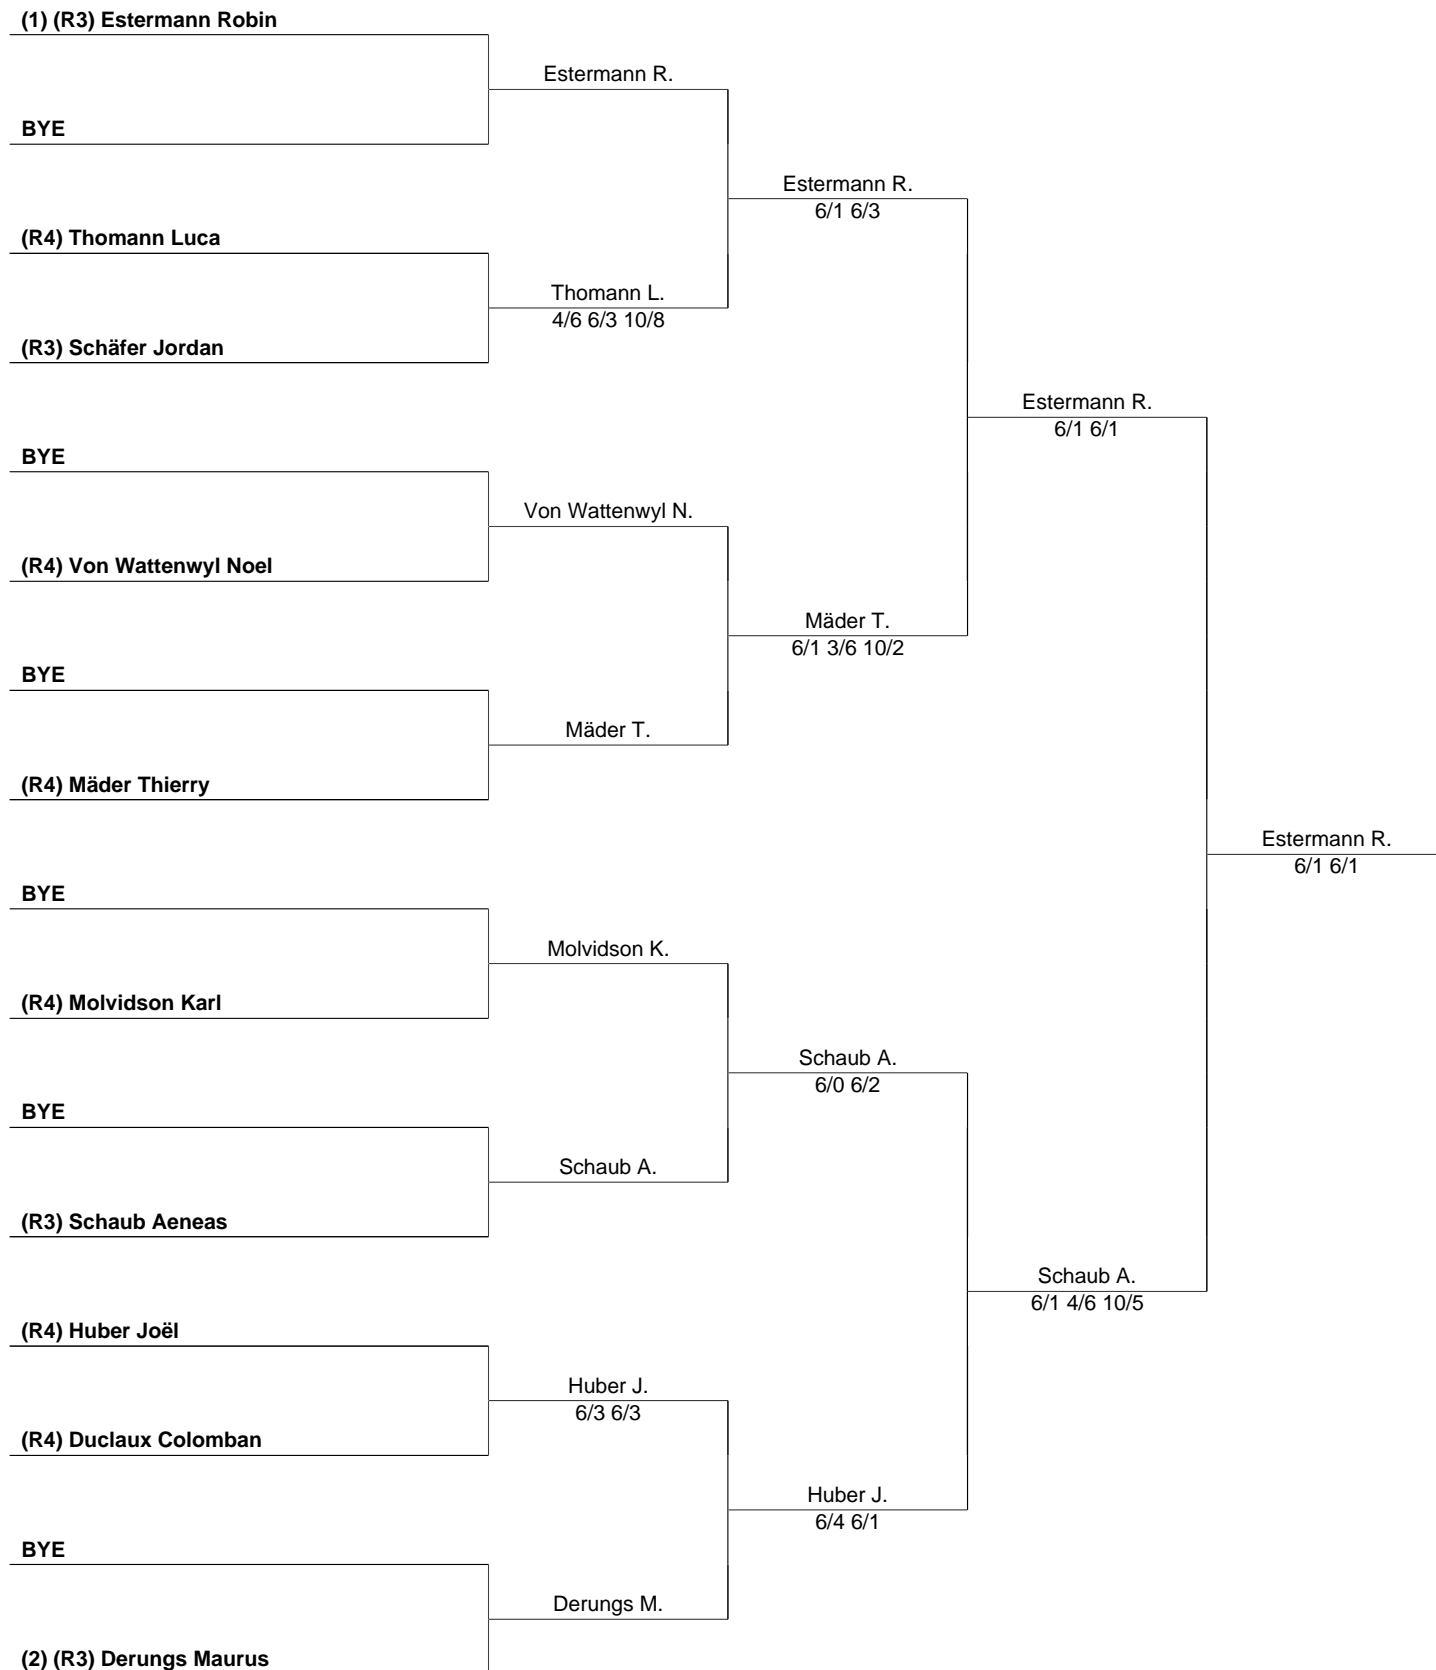 (1) (R3) Estermann Robin
Estermann R.
BYE
Estermann R.
6/1 6/3
(R4) Thomann Luca
Thomann L.
4/6 6/3 10/8
(R3) Schäfer Jordan
Estermann R.
6/1 6/1
BYE
Von Wattenwyl N.
(R4) Von Wattenwyl Noel
Mäder T.
6/1 3/6 10/2
BYE
Mäder T.
(R4) Mäder Thierry
Estermann R.
6/1 6/1
BYE
Molvidson K.
(R4) Molvidson Karl
Schaub A.
6/0 6/2
BYE
Schaub A.
(R3) Schaub Aeneas
Schaub A.
6/1 4/6 10/5
(R4) Huber Joël
Huber J.
6/3 6/3
(R4) Duclaux Colomban
Huber J.
6/4 6/1
BYE
Derungs M.
(2) (R3) Derungs Maurus